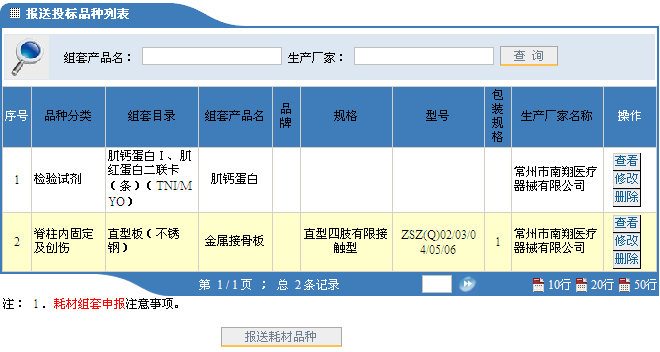 报送投标品种列表
组套产品名： 生产厂家： 查 询
序号 品种分类 组套目录 组套产品名 品牌 规格 型号 包装规格 生产厂家名称 操作
1 检验试剂 肌钙蛋白Ⅰ、肌红蛋白二联卡（条）（TNI/MYO） 肌钙蛋白 常州市南翔医疗器械有限公司 查看 修改 删除
2 脊柱内固定及创伤 直型板（不锈钢） 金属接骨板 直型四肢有限接触型 ZSZ(Q)02/03/04/05/06 1 常州市南翔医疗器械有限公司 查看 修改 删除
第 1 / 1 页 ； 总 2 条记录 10行 20行 50行
注： 1 ．耗材组套申报注意事项。
报送耗材品种